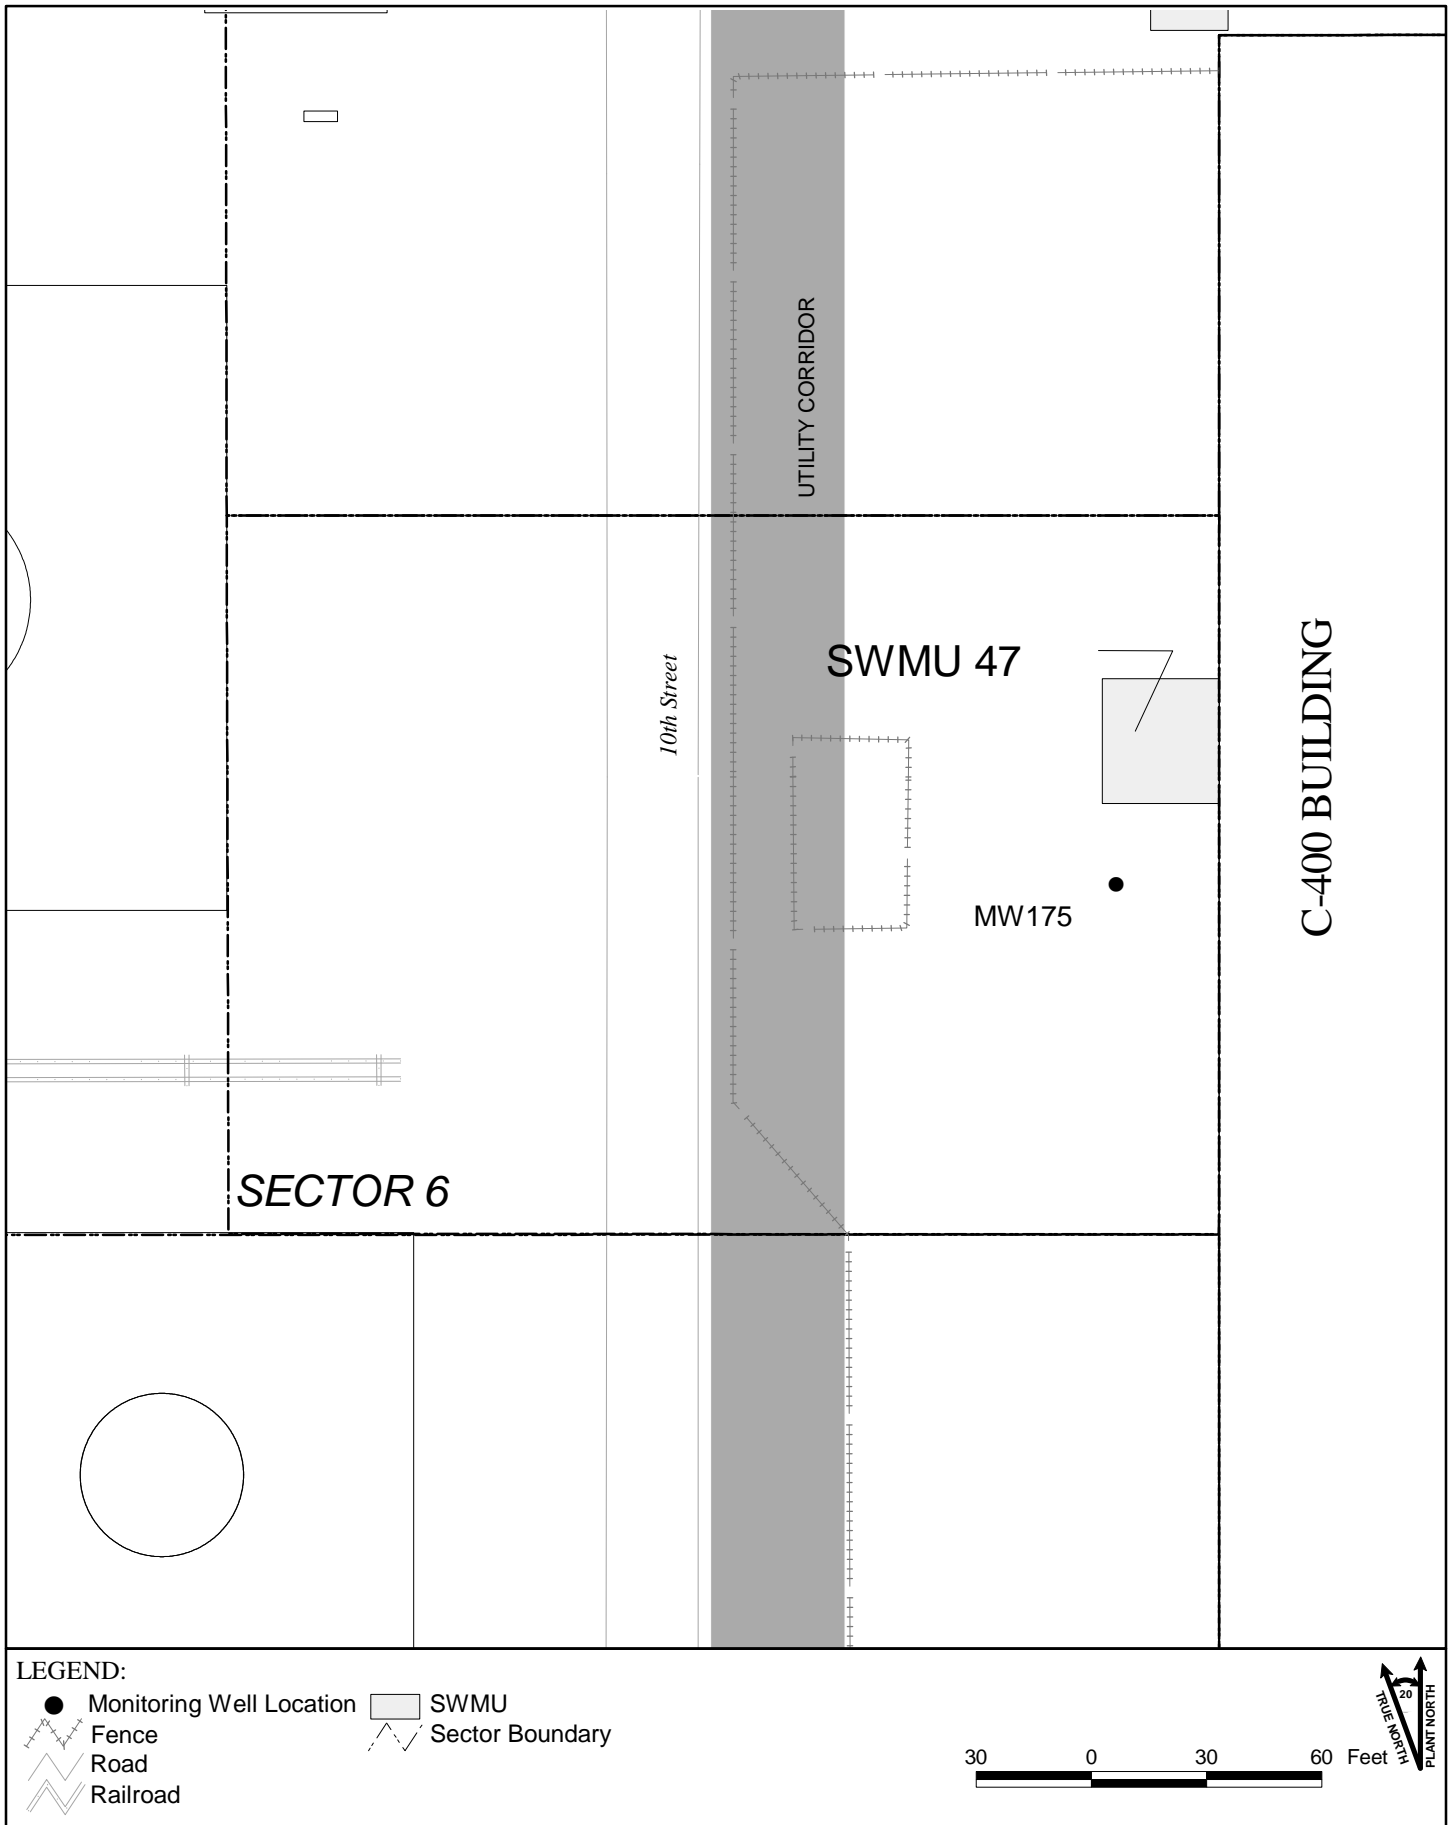 UTILITY CORRIDOR
SWMU 47
10th Street
C-400 BUILDING
MW175
SECTOR 6
LEGEND:
Monitoring Well Location
SWMU
Fence
Sector Boundary
Road
Railroad
30 0 30 60 Feet
TRUE NORTH
20
PLANT NORTH